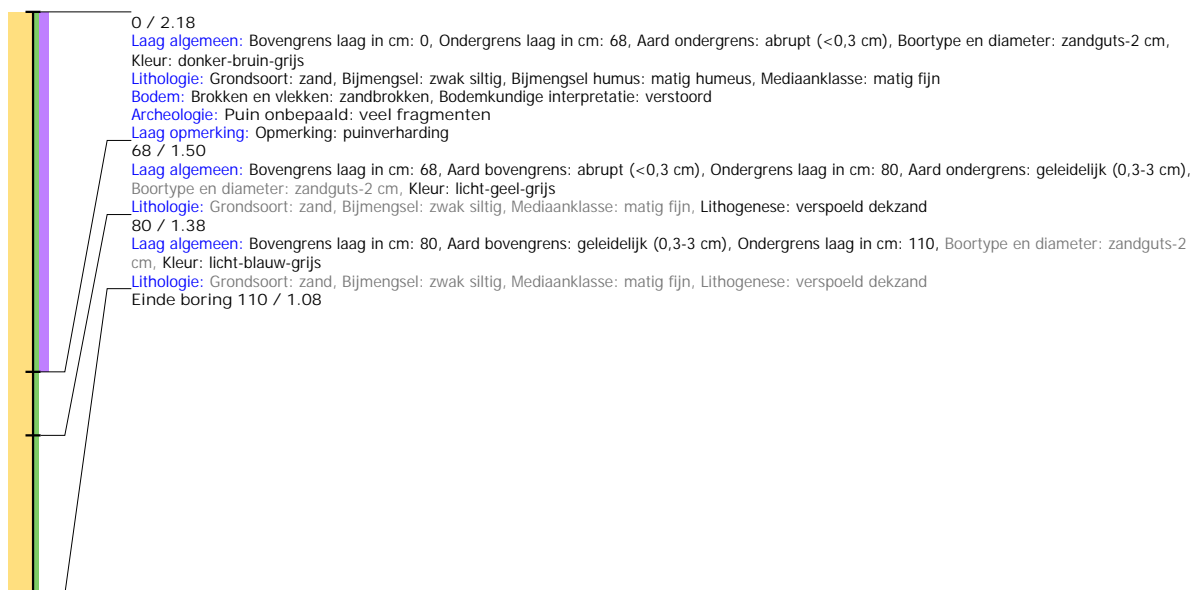 0 / 2.18
Laag algemeen: Bovengrens laag in cm: 0, Ondergrens laag in cm: 68, Aard ondergrens: abrupt (<0,3 cm), Boortype en diameter: zandguts-2 cm,
Kleur: donker-bruin-grijs
Lithologie: Grondsoort: zand, Bijmengsel: zwak siltig, Bijmengsel humus: matig humeus, Mediaanklasse: matig fijn
Bodem: Brokken en vlekken: zandbrokken, Bodemkundige interpretatie: verstoord
Archeologie: Puin onbepaald: veel fragmenten
Laag opmerking: Opmerking: puinverharding
68 / 1.50
Laag algemeen: Bovengrens laag in cm: 68, Aard bovengrens: abrupt (<0,3 cm), Ondergrens laag in cm: 80, Aard ondergrens: geleidelijk (0,3-3 cm),
Boortype en diameter: zandguts-2 cm, Kleur: licht-geel-grijs
Lithologie: Grondsoort: zand, Bijmengsel: zwak siltig, Mediaanklasse: matig fijn, Lithogenese: verspoeld dekzand
80 / 1.38
Laag algemeen: Bovengrens laag in cm: 80, Aard bovengrens: geleidelijk (0,3-3 cm), Ondergrens laag in cm: 110, Boortype en diameter: zandguts-2
cm, Kleur: licht-blauw-grijs
Lithologie: Grondsoort: zand, Bijmengsel: zwak siltig, Mediaanklasse: matig fijn, Lithogenese: verspoeld dekzand
Einde boring 110 / 1.08